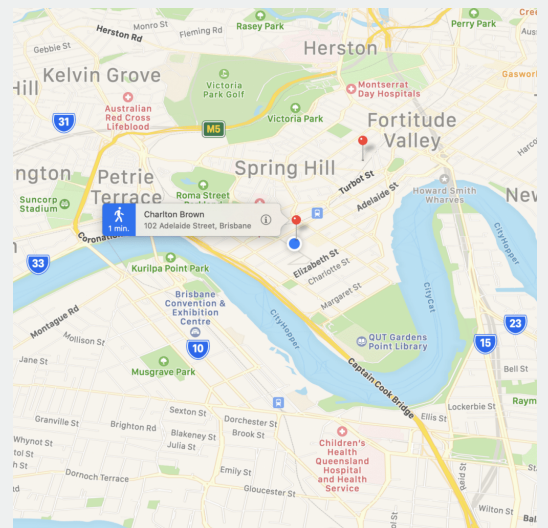 Monro St
Rasey Park
Perry Park
Herston Rd
Fleming Rd
Gebbie St
Herston
Kelvin Grove
Victoria
Park Golf
Montserrat
Day Hospitals
Australian
Red Cross
Lifeblood
31
M5
Victoria Park
Fortitude
Valley
Spring Hill
Petrie
Terrace
Roma Street
Turbot St
Adelaide St
Howard Smith
Wharves
Suncorp
Stadium
1 min.
Charlton Brown
102 Adelaide Street, Brisbane
CityHopper
33
Kurilpa Point Park
Elizabeth St
Charlotte St
Margaret St
CityCat
Brisbane
Convention &
Exhibition
Centre
Montague Rd
Mollison St
10
CityHopper
QUT Gardens
Point Library
23
15
Jane St
Musgrave Park
Captain Cook Bridge
Bell St
Sexton St
Dorchester St
Lockerbie St
Ellis St
Granville St
Brighton Rd
Blakeney St
Brook St
Julia St
Children's
Health
Queensland
Hospital
and Health
Service
Emily St
Dornoch Terrace
Gloucester St
Reid St
Wilton St